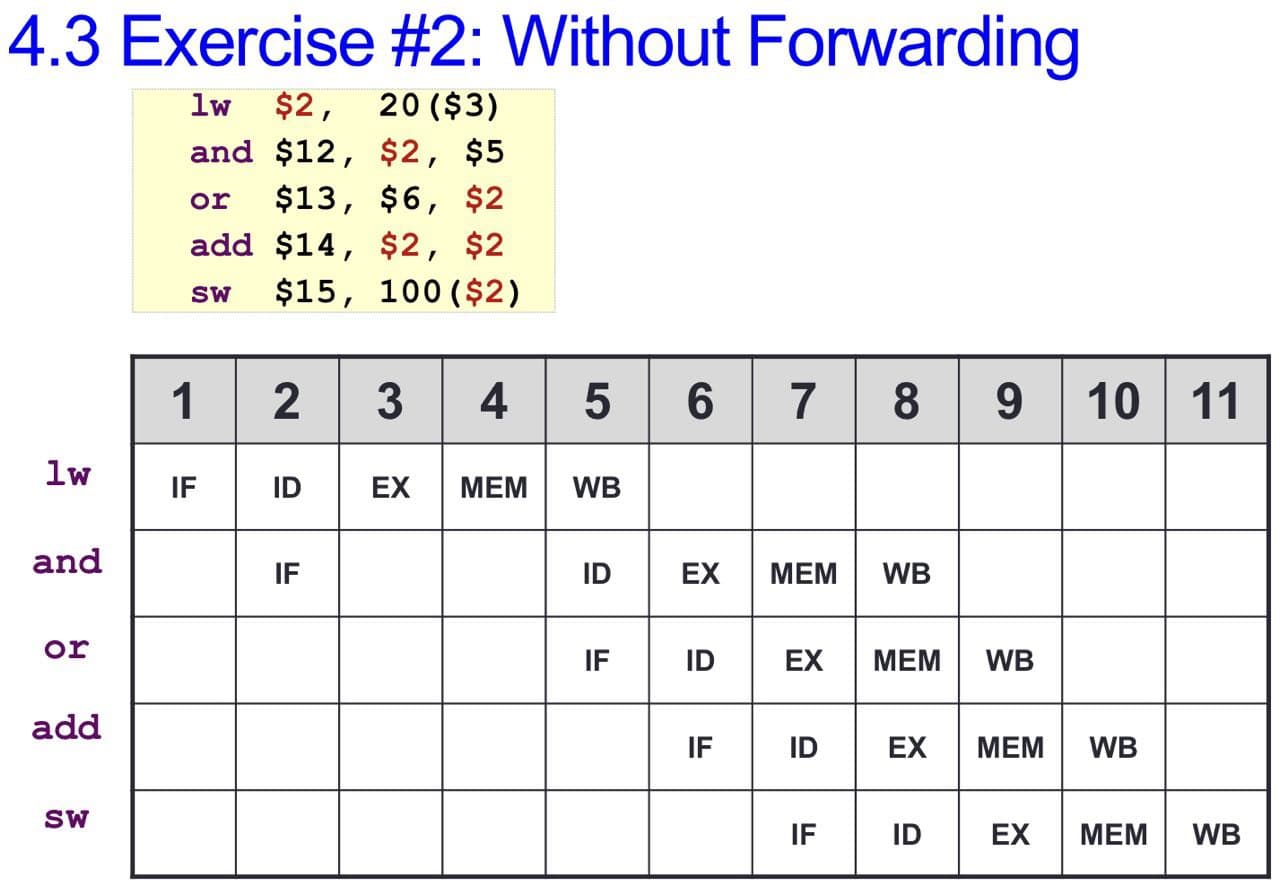 4.3 Exercise #2: Without Forwarding
lw $2, 20($3)
and $12, $2, $5
or $13, $6, $2
add $14, $2, $2
sw $15, 100($2)
1 2 3 4 5 6 7 8 9 10 11
lw IF ID EX MEM WB
and IF ID EX MEM WB
or IF ID EX MEM WB
add IF ID EX MEM WB
sw IF ID EX MEM WB